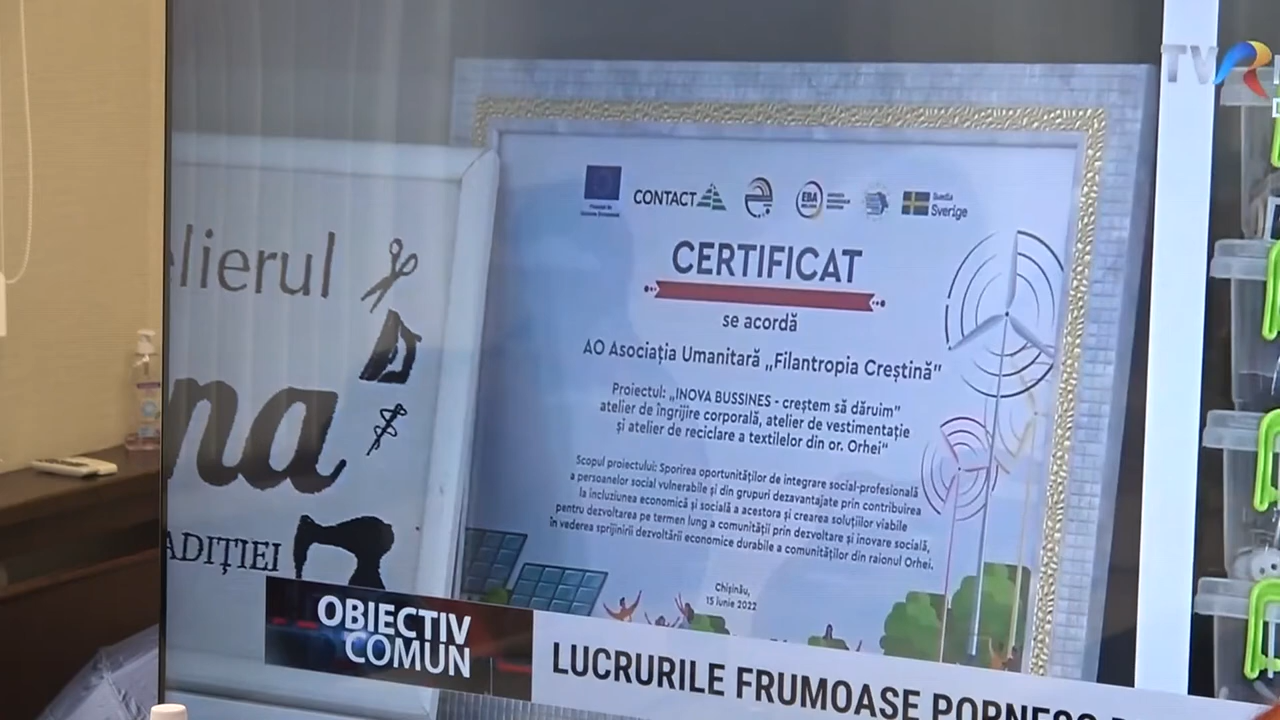 TVR
elierul
na
ADIȚIEI
CONTACT
EBA
Suedia
Sverige
CERTIFICAT
se acordă
AO Asociația Umanitară „Filantropia Creștină”
Proiectul: „INOVA BUSSINES - creștem să dăruim”
atelier de îngrijire corporală, atelier de vestimentație
și atelier de reciclare a textilelor din or. Orhei“
Scopul proiectului: Sporirea oportunităților de integrare social-profesională
a persoanelor social vulnerabile și din grupuri dezavantajate prin contribuirea
la incluziunea economică și socială a acestora și crearea soluțiilor viabile
pentru dezvoltarea pe termen lung a comunității prin dezvoltare și inovare socială,
în vederea sprijinirii dezvoltării economice durabile a comunităților din raionul Orhei.
Chișinău,
15 iunie 2022
OBIECTIV
COMUN
LUCRURILE FRUMOASE PORNESC